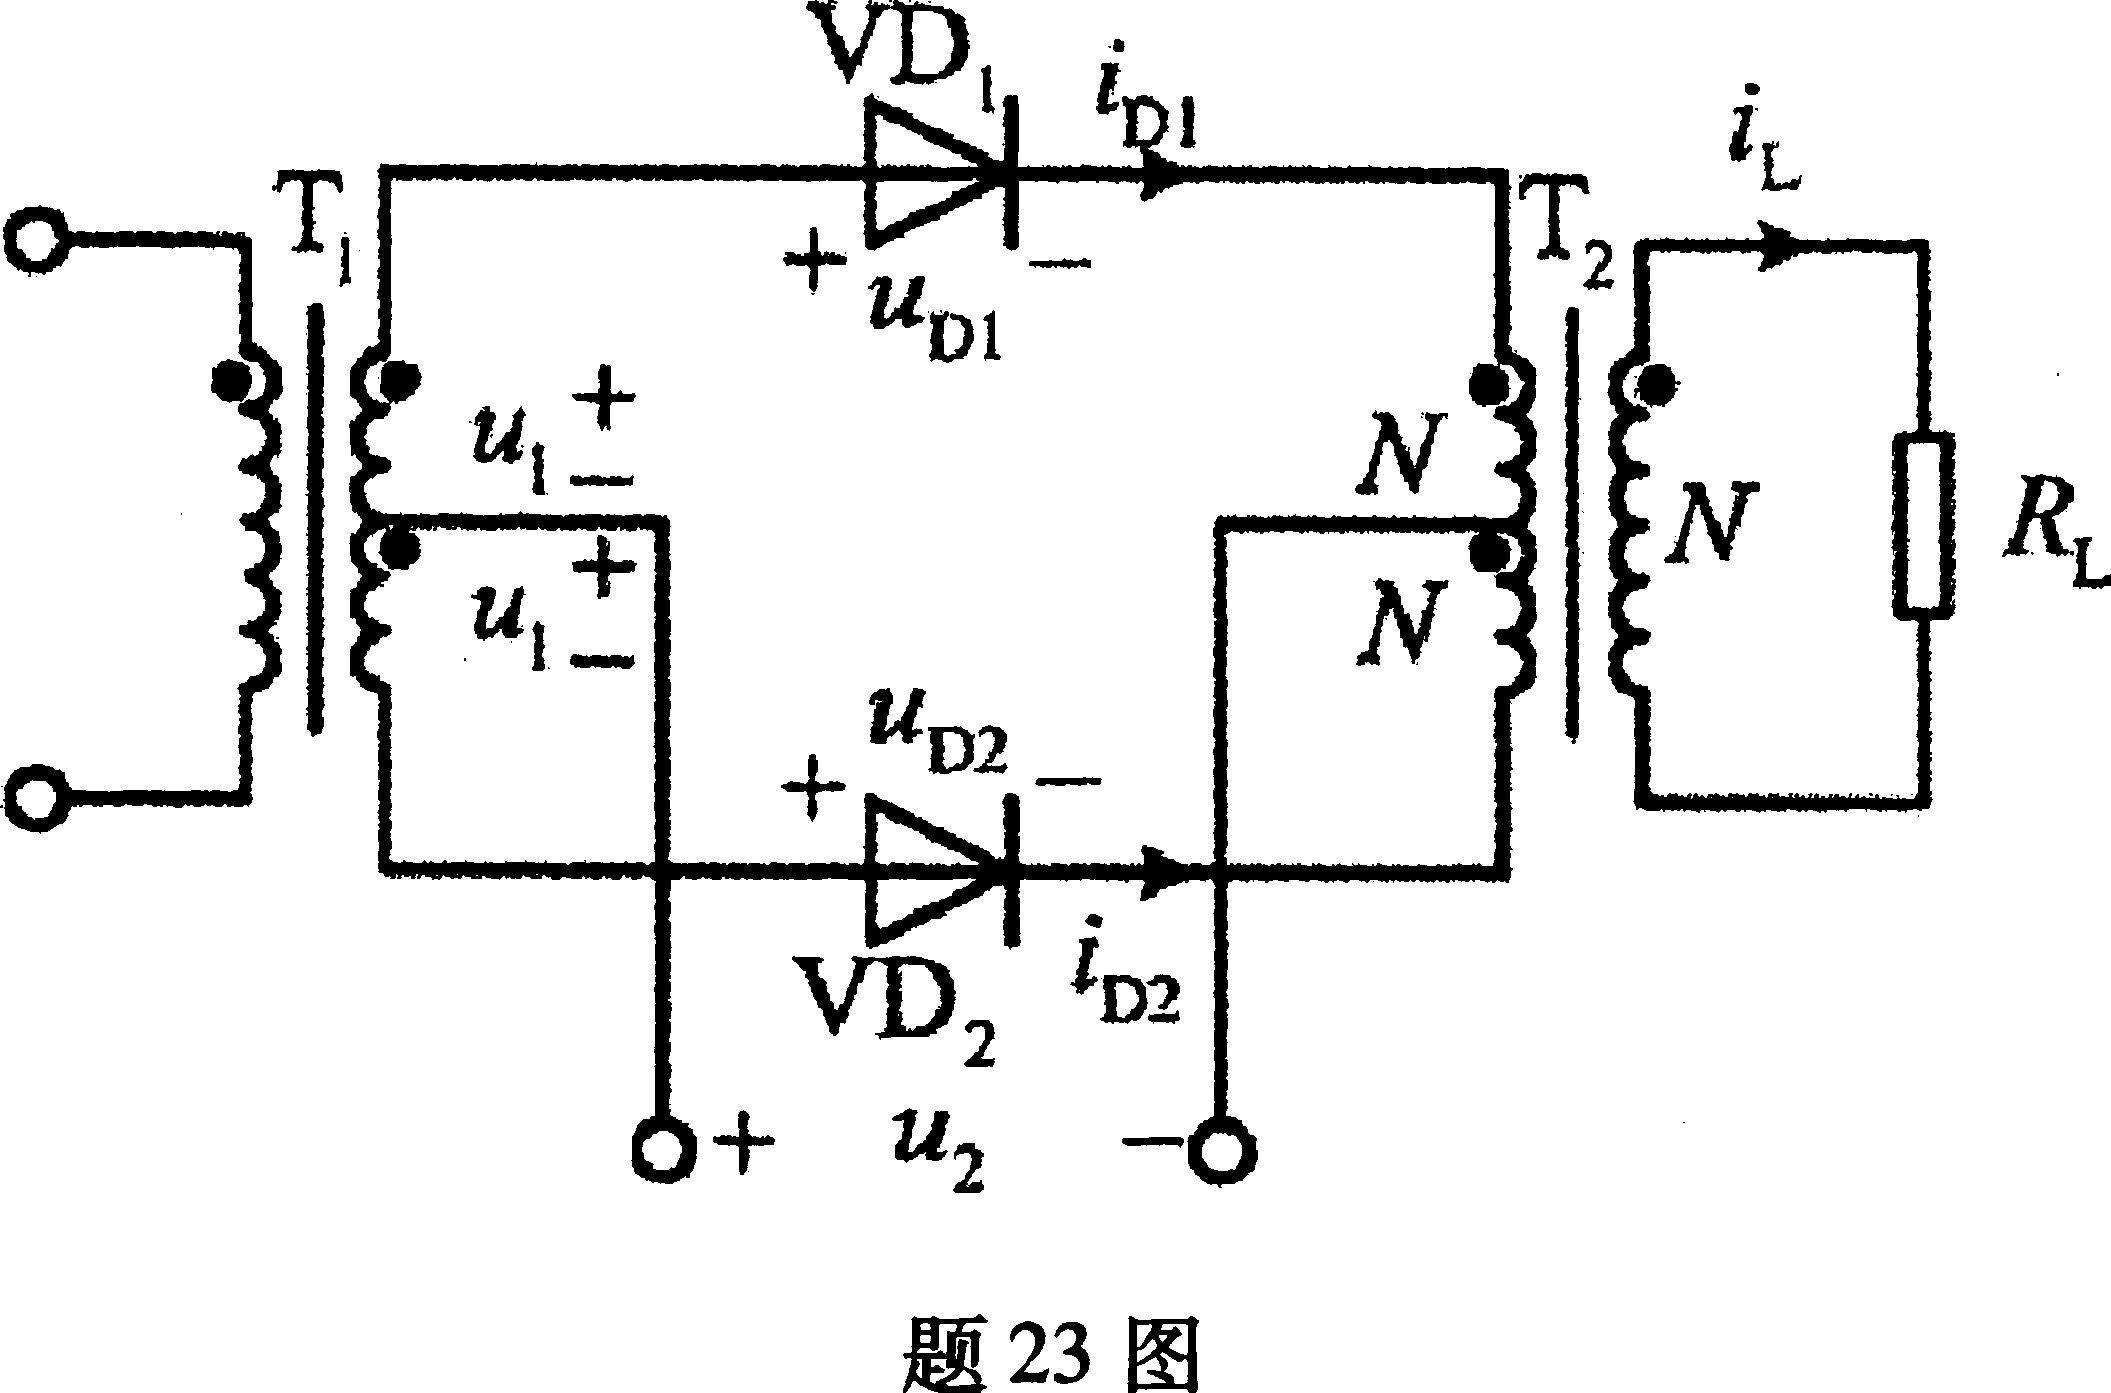 VD1
iD1
iL
T1
T2
+ uD1 −
u1 + −
N
N
RL
u1 + −
N
+ uD2 −
VD2
iD2
+ u2 −
题 23 图